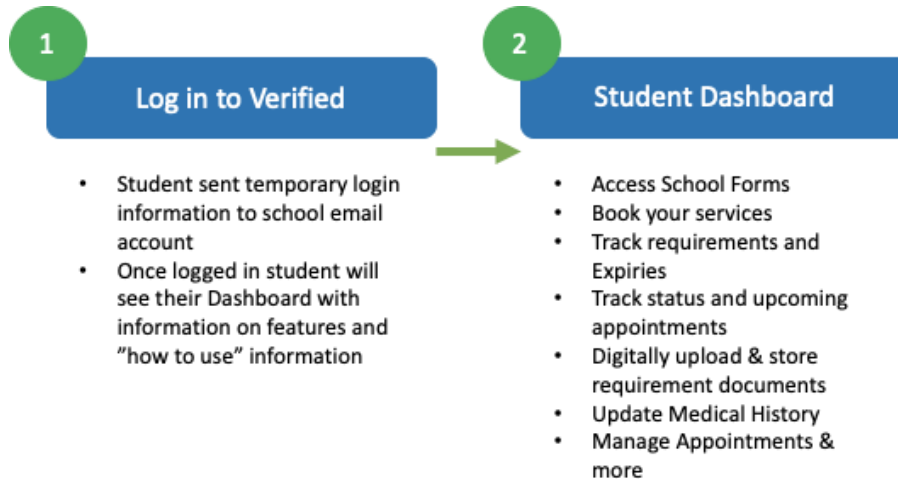 1
Log in to Verified
• Student sent temporary login
information to school email
account
• Once logged in student will
see their Dashboard with
information on features and
”how to use” information
2
Student Dashboard
• Access School Forms
• Book your services
• Track requirements and
Expiries
• Track status and upcoming
appointments
• Digitally upload & store
requirement documents
• Update Medical History
• Manage Appointments &
more